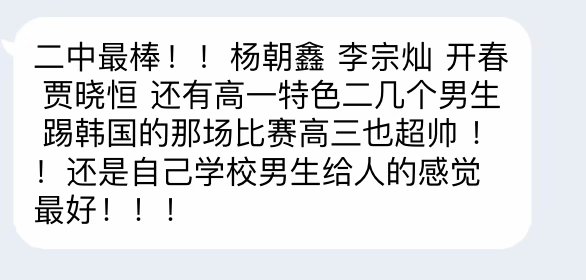 二中最棒！！ 杨朝鑫 李宗灿 开春
贾晓恒 还有高一特色二几个男生
踢韩国的那场比赛高三也超帅！
！还是自己学校男生给人的感觉
最好！！！